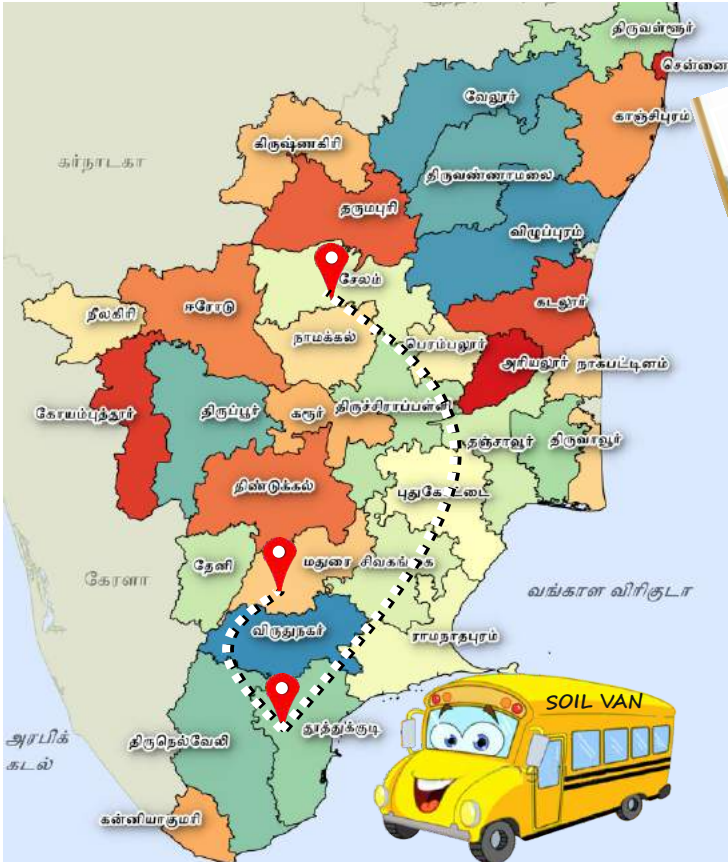 திருவள்ளூர்
சென்னை
வேலூர்
காஞ்சிபுரம்
கிருஷ்ணகிரி
கர்நாடகா
திருவண்ணாமலை
தருமபுரி
விழுப்புரம்
சேலம்
கடலூர்
நீலகிரி
ஈரோடு
நாமக்கல்
பெரம்பலூர்
அரியலூர்
நாகபட்டினம்
கோயம்புத்தூர்
திருப்பூர்
கரூர்
திருச்சிராப்பள்ளி
தஞ்சாவூர்
திருவாவூர்
திண்டுக்கல்
புதுகோட்டை
தேனி
மதுரை
சிவகங்கை
கேரளா
வங்காள விரிகுடா
விருதுநகர்
ராமநாதபுரம்
SOIL VAN
அரபிக்
கடல்
திருநெல்வேலி
தூத்துக்குடி
கன்னியாகுமரி